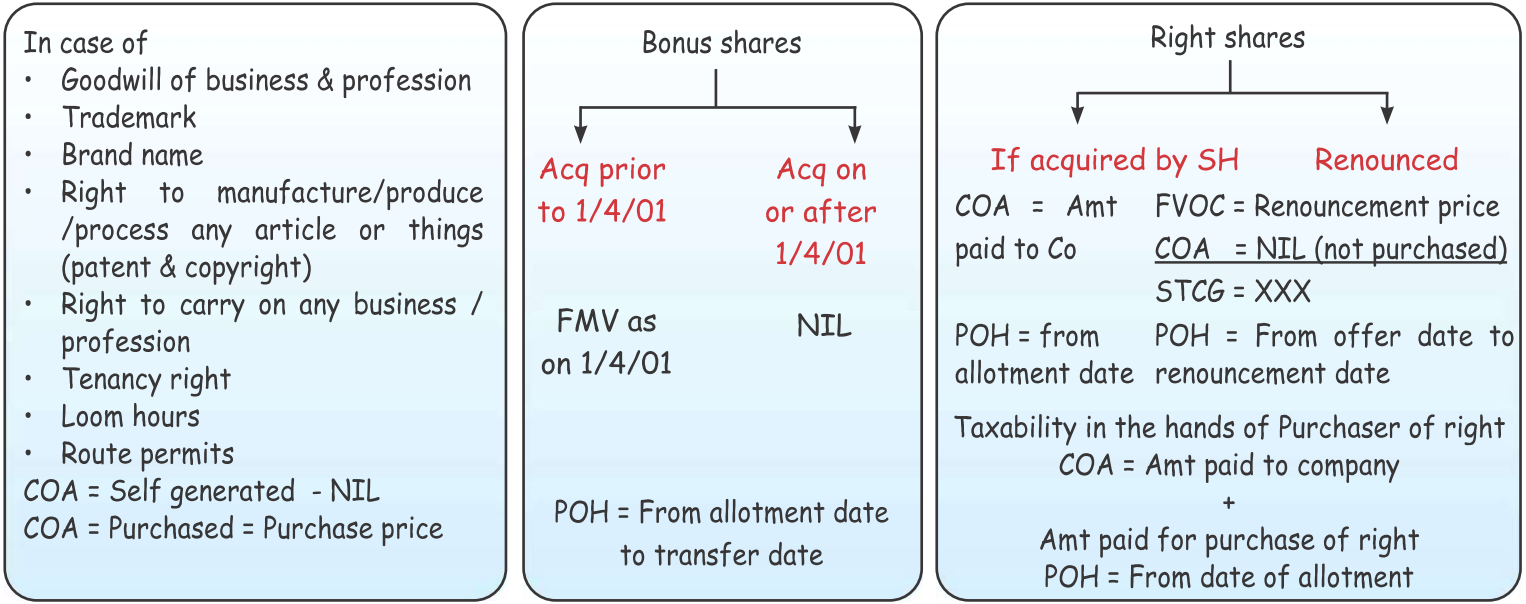 In case of
• Goodwill of business & profession
• Trademark
• Brand name
• Right to manufacture/produce
/process any article or things
(patent & copyright)
• Right to carry on any business /
profession
• Tenancy right
• Loom hours
• Route permits
COA = Self generated - NIL
COA = Purchased = Purchase price
Bonus shares
Acq prior
to 1/4/01
FMV as
on 1/4/01
Acq on
or after
1/4/01
NIL
POH = From allotment date
to transfer date
Right shares
If acquired by SH
COA = Amt
paid to Co
POH = from
allotment date
Renounced
FVOC = Renouncement price
COA = NIL (not purchased)
STCG = XXX
POH = From offer date to
renouncement date
Taxability in the hands of Purchaser of right
COA = Amt paid to company
+
Amt paid for purchase of right
POH = From date of allotment